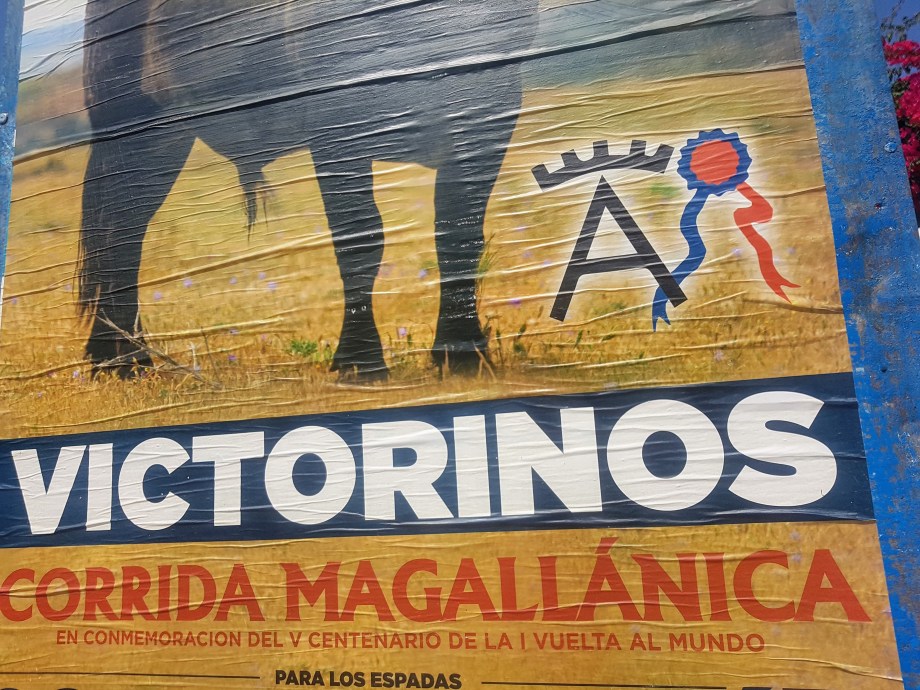 A
VICTORINOS
CORRIDA MAGALLÁNICA
EN CONMEMORACION DEL V CENTENARIO DE LA I VUELTA AL MUNDO
PARA LOS ESPADAS